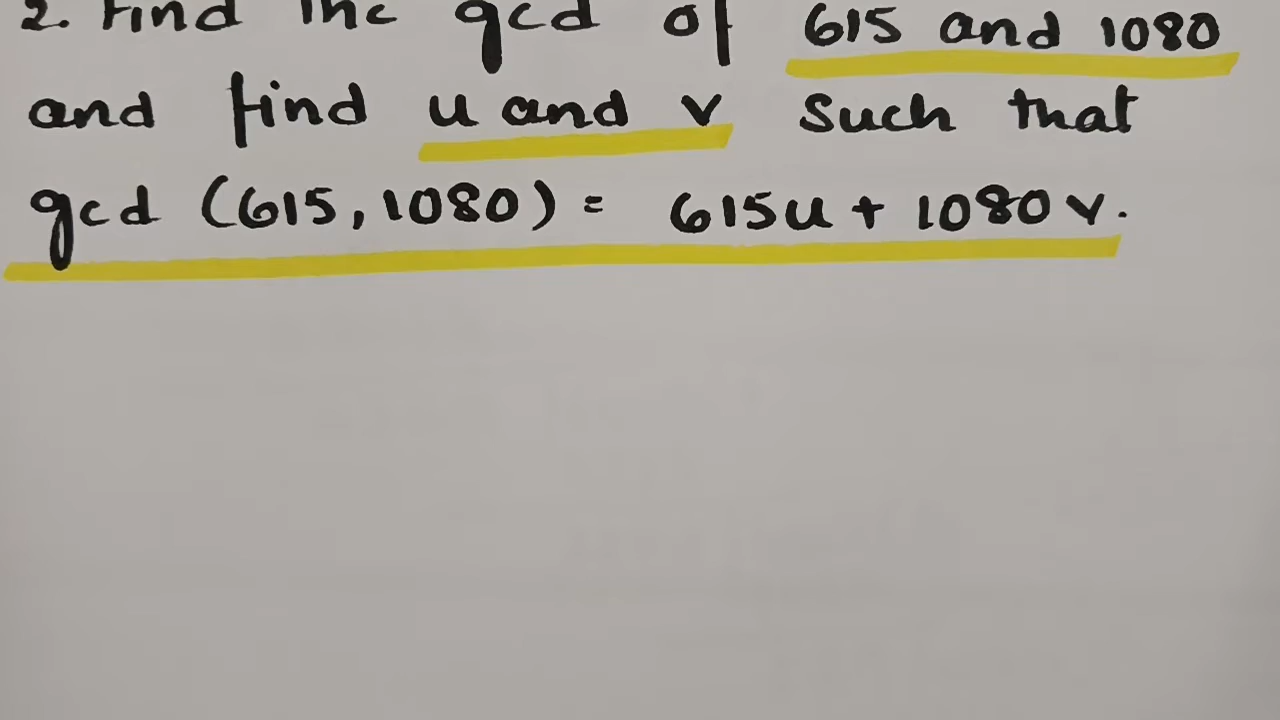 2. Find the gcd of 615 and 1080
and find u and v such that
gcd (615, 1080) = 615u + 1080v.